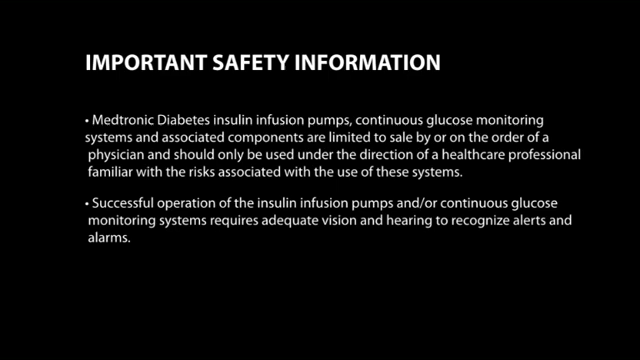 IMPORTANT SAFETY INFORMATION
• Medtronic Diabetes insulin infusion pumps, continuous glucose monitoring
systems and associated components are limited to sale by or on the order of a
physician and should only be used under the direction of a healthcare professional
familiar with the risks associated with the use of these systems.
• Successful operation of the insulin infusion pumps and/or continuous glucose
monitoring systems requires adequate vision and hearing to recognize alerts and
alarms.